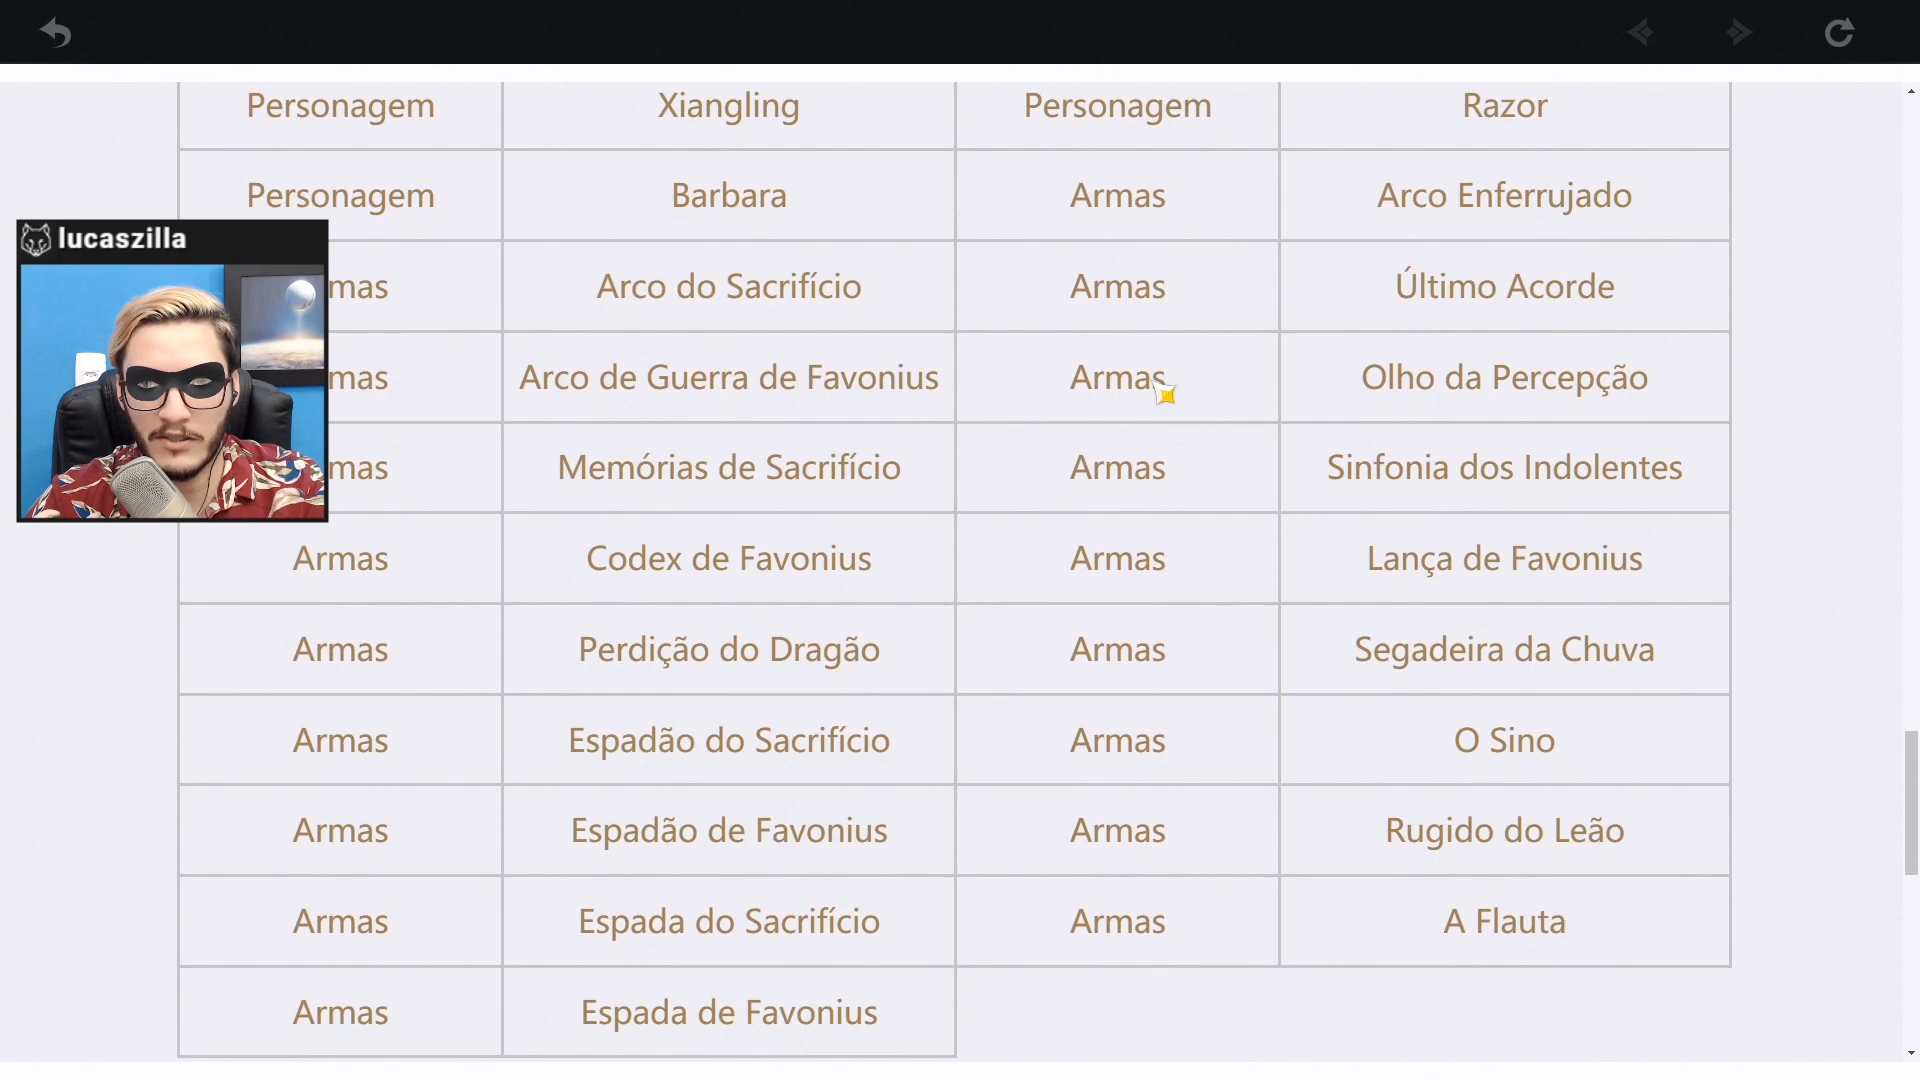 Personagem Xiangling Personagem Razor
Personagem Barbara Armas Arco Enferrujado
lucaszilla
mas Arco do Sacrifício Armas Último Acorde
mas Arco de Guerra de Favonius Armas Olho da Percepção
mas Memórias de Sacrifício Armas Sinfonia dos Indolentes
Armas Codex de Favonius Armas Lança de Favonius
Armas Perdição do Dragão Armas Segadeira da Chuva
Armas Espadão do Sacrifício Armas O Sino
Armas Espadão de Favonius Armas Rugido do Leão
Armas Espada do Sacrifício Armas A Flauta
Armas Espada de Favonius